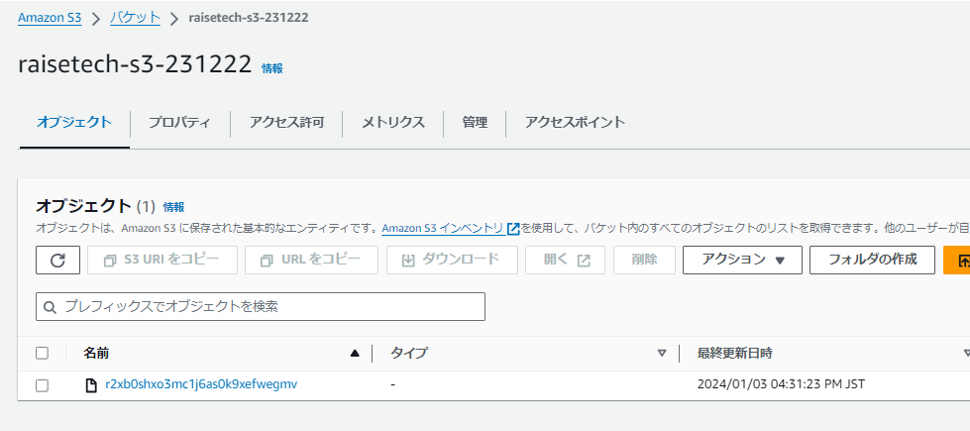 Amazon S3 > バケット > raisetech-s3-231222
raisetech-s3-231222 情報
オブジェクト プロパティ アクセス許可 メトリクス 管理 アクセスポイント
オブジェクト (1) 情報
オブジェクトは、Amazon S3 に保存された基本的なエンティティです。Amazon S3 インベントリ を使用して、バケット内のすべてのオブジェクトのリストを取得できます。他のユーザーが自
S3 URI をコピー URL をコピー ダウンロード 開く 削除 アクション フォルダの作成
プレフィックスでオブジェクトを検索
名前 タイプ 最終更新日時
r2xb0shxo3mc1j6as0k9xefwegmv - 2024/01/03 04:31:23 PM JST